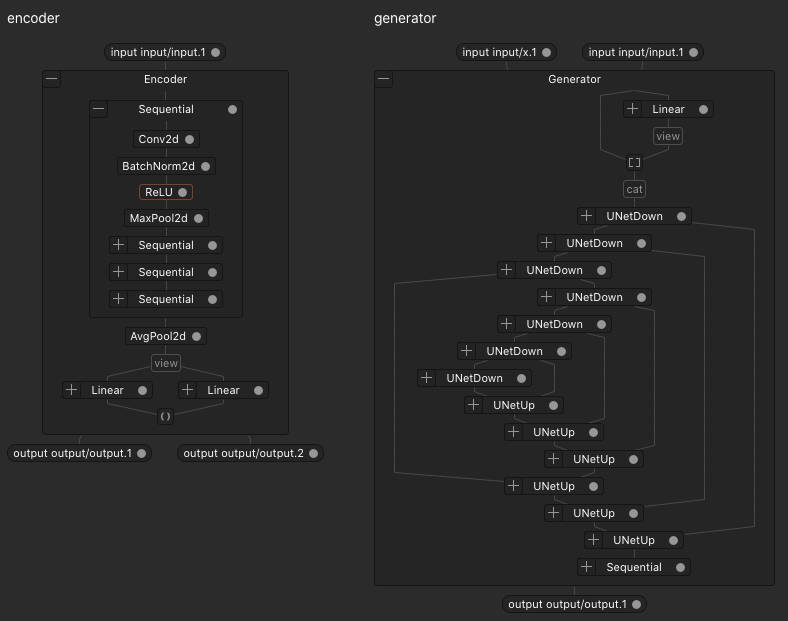 encoder
input input/input.1
Encoder
Sequential
Conv2d
BatchNorm2d
ReLU
MaxPool2d
Sequential
Sequential
Sequential
AvgPool2d
view
Linear
Linear
()
output output/output.1
output output/output.2
generator
input input/x.1
input input/input.1
Generator
Linear
view
[]
cat
UNetDown
UNetDown
UNetDown
UNetDown
UNetDown
UNetDown
UNetDown
UNetUp
UNetUp
UNetUp
UNetUp
UNetUp
UNetUp
Sequential
output output/output.1